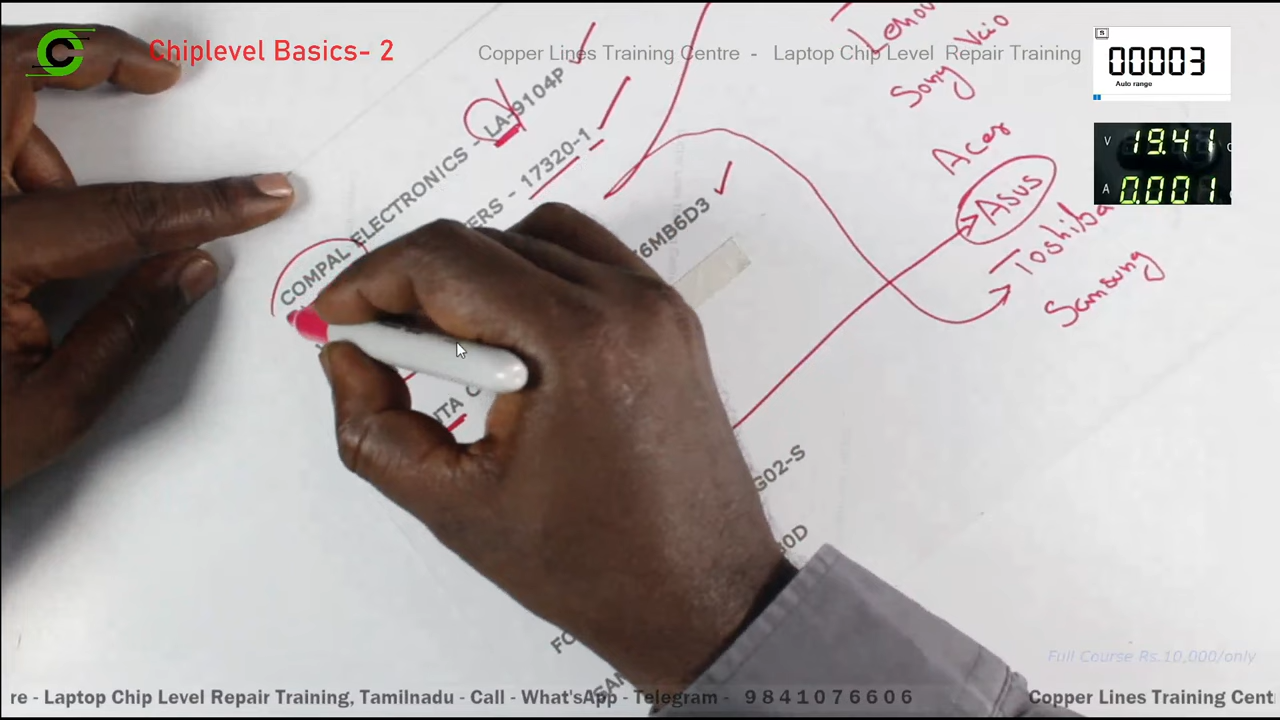 Chiplevel Basics- 2
Copper Lines Training Centre - Laptop Chip Level Repair Training
S
00003
Auto range
V 19.41
A 0.001
Sony Vaio
Acer
Asus
Toshiba
Samsung
COMPAL ELECTRONICS - LA-9104P
ERS - 17320-1
6MB6D3
G02-S
Full Course Rs.10,000/only
re - Laptop Chip Level Repair Training, Tamilnadu - Call - What'sApp - Telegram - 9841076606 Copper Lines Training Cent